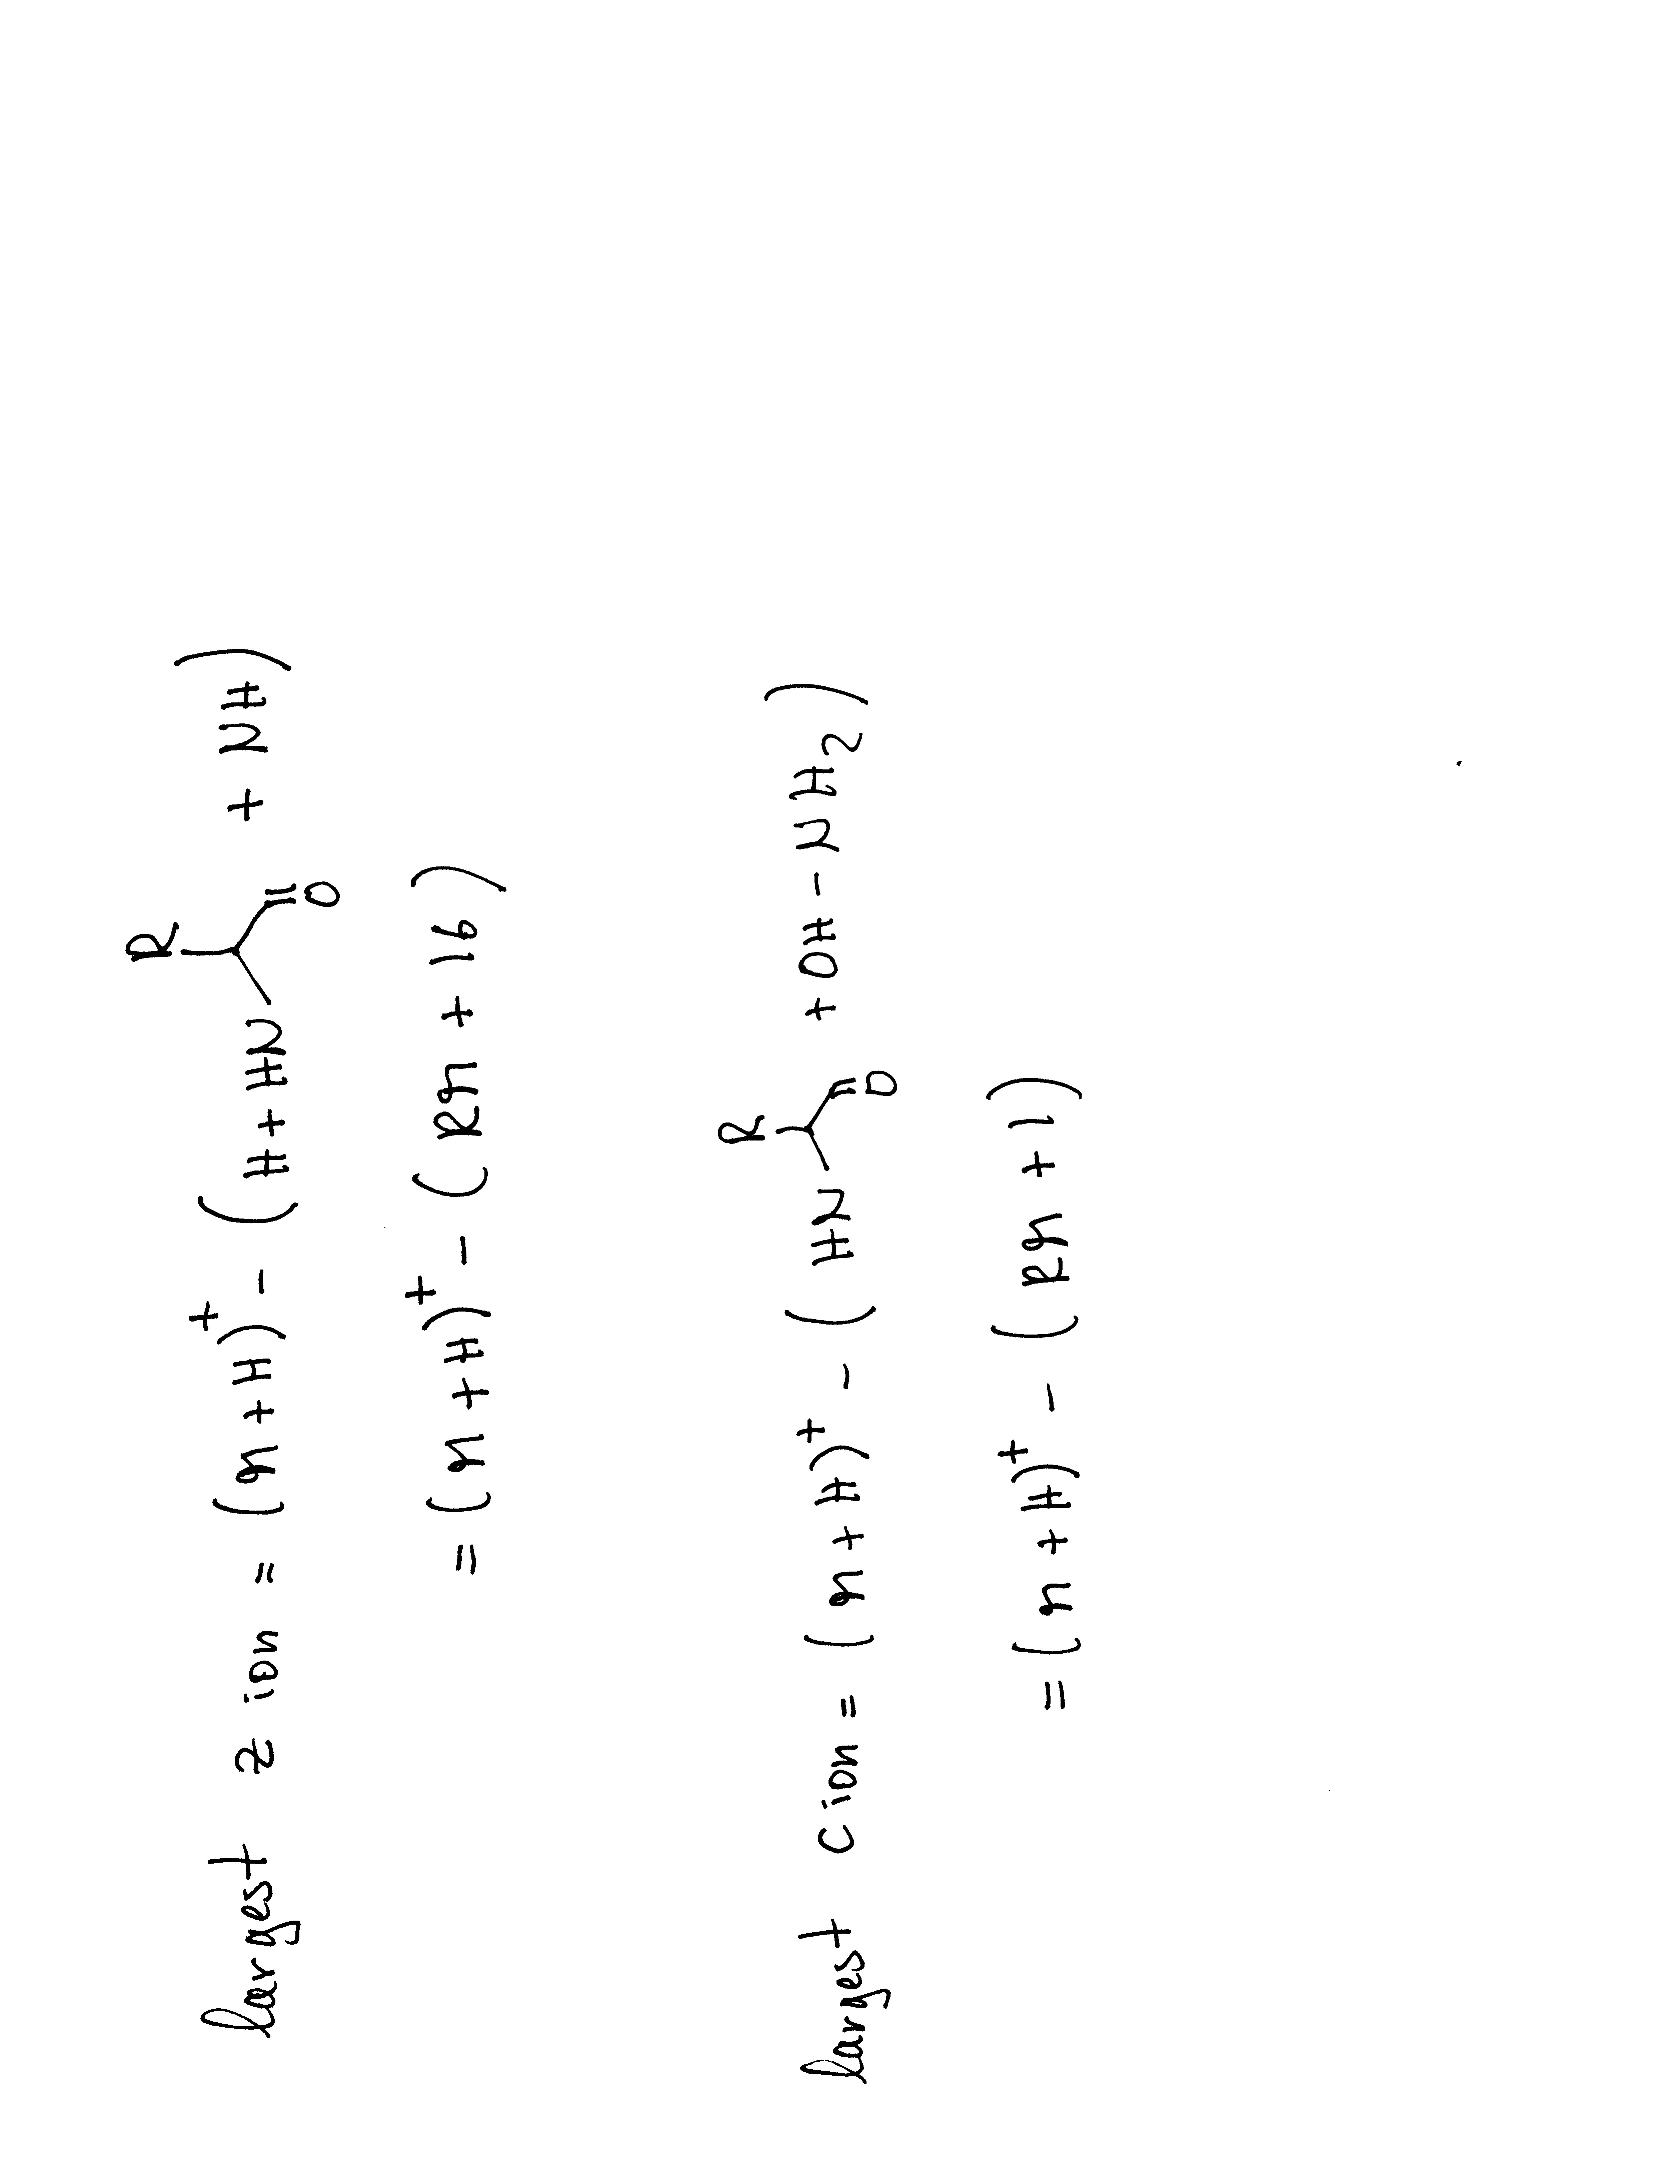 largest z ion = (M + H)⁺ - (H + HN R O + NH)
= (M + H)⁺ - (RM + 16)
largest c ion = (M + H)⁺ - (HN R O + OH - NH₂)
= (M + H)⁺ - (RM + 1)